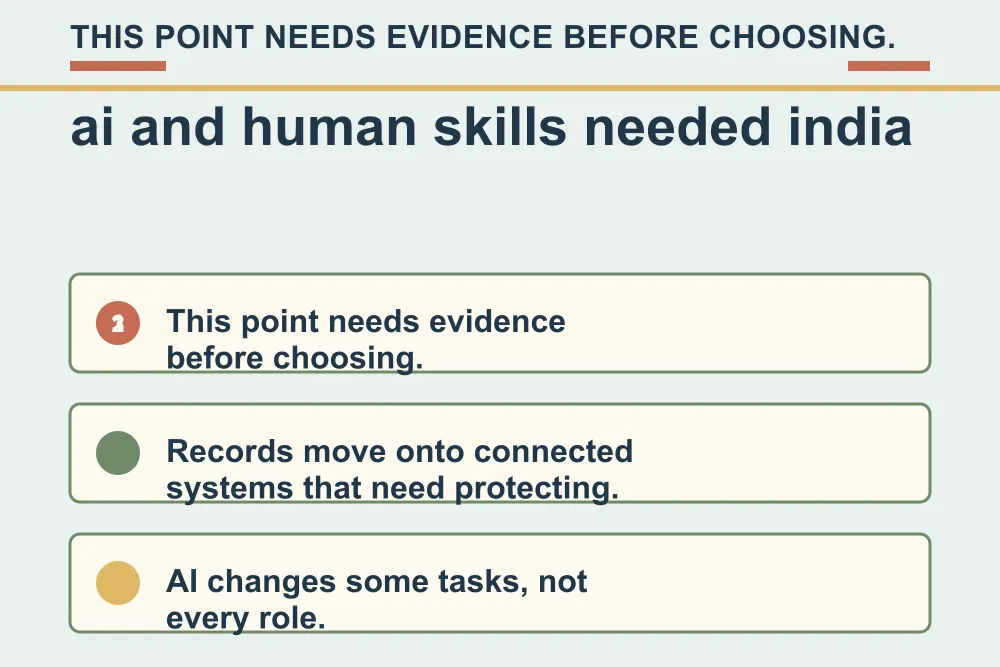 THIS POINT NEEDS EVIDENCE BEFORE CHOOSING.
ai and human skills needed india
This point needs evidence
before choosing.
Records move onto connected
systems that need protecting.
AI changes some tasks, not
every role.